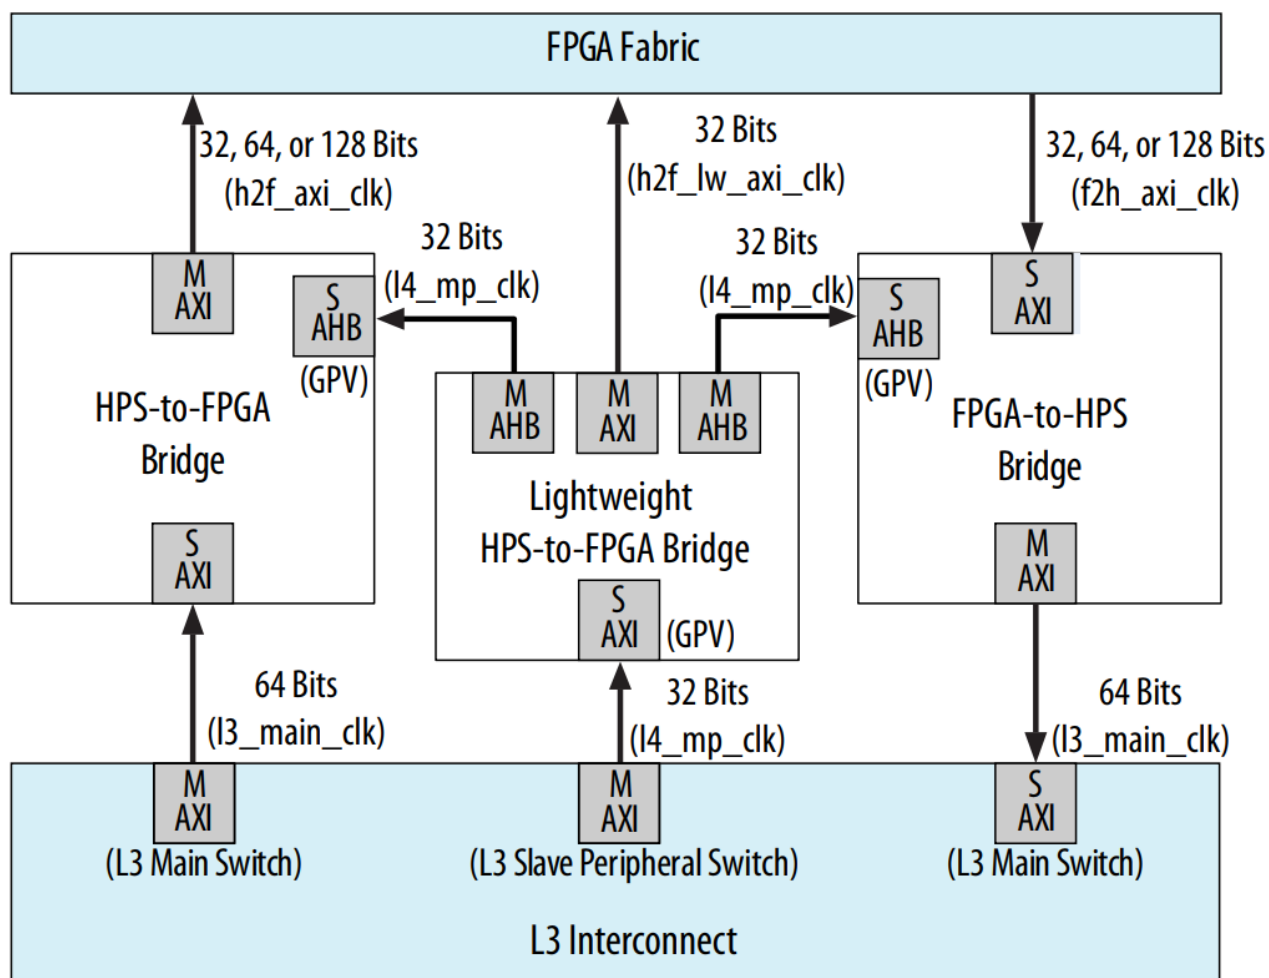 FPGA Fabric
32, 64, or 128 Bits
(h2f_axi_clk)
32 Bits
(h2f_lw_axi_clk)
32, 64, or 128 Bits
(f2h_axi_clk)
32 Bits
(l4_mp_clk)
32 Bits
(l4_mp_clk)
M
AXI
S
AHB
(GPV)
HPS-to-FPGA
Bridge
S
AXI
M
AHB
M
AXI
M
AHB
Lightweight
HPS-to-FPGA Bridge
S
AXI
(GPV)
S
AHB
(GPV)
S
AXI
FPGA-to-HPS
Bridge
M
AXI
64 Bits
(l3_main_clk)
32 Bits
(l4_mp_clk)
64 Bits
(l3_main_clk)
M
AXI
(L3 Main Switch)
M
AXI
(L3 Slave Peripheral Switch)
S
AXI
(L3 Main Switch)
L3 Interconnect